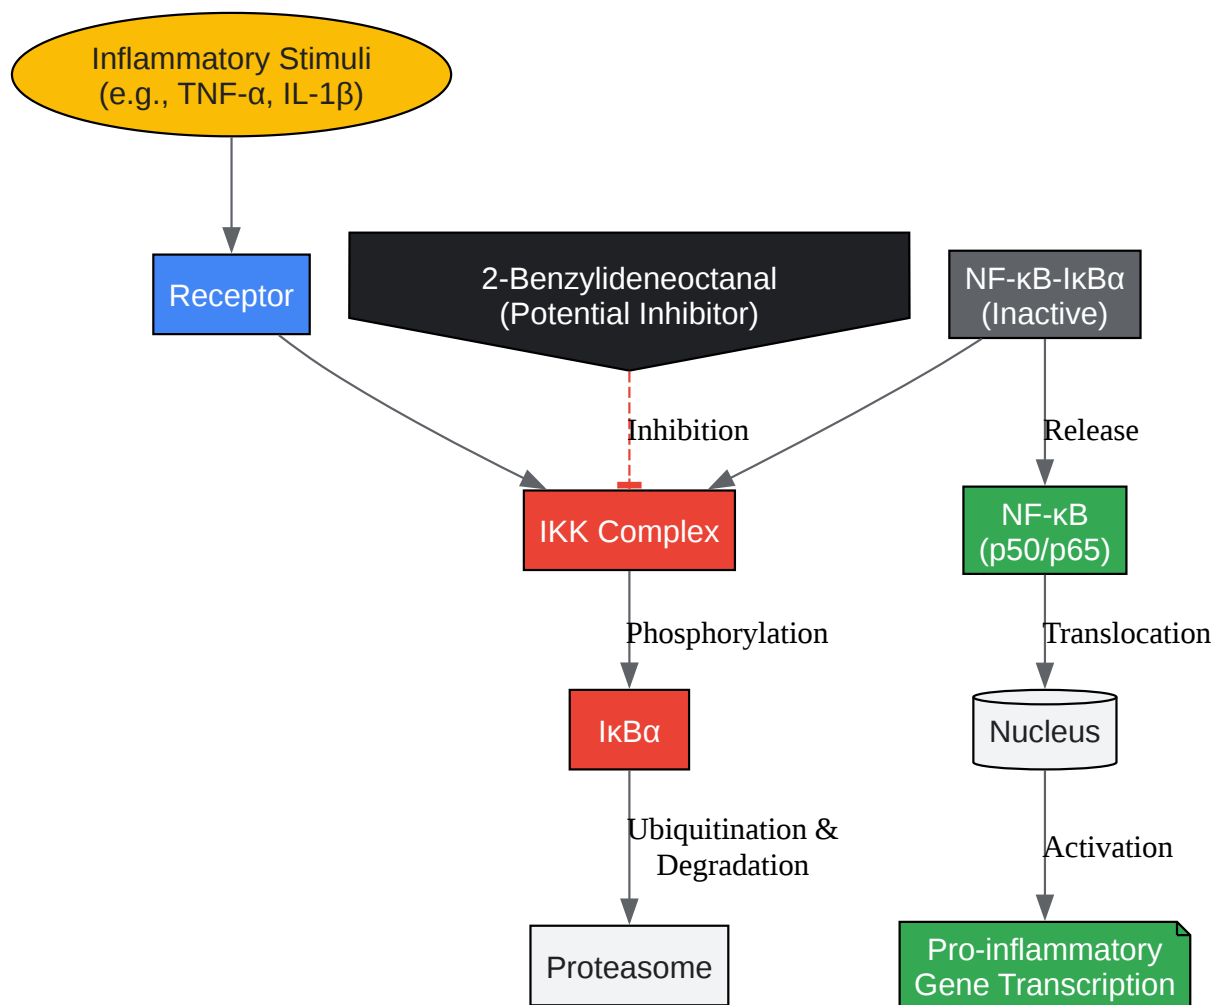 Inflammatory Stimuli
(e.g., TNF-α, IL-1β)
Receptor
2-Benzylideneoctanal
(Potential Inhibitor)
NF-κB-IκBα
(Inactive)
Inhibition
Release
IKK Complex
NF-κB
(p50/p65)
Phosphorylation
Translocation
IκBα
Nucleus
Ubiquitination &
Degradation
Activation
Proteasome
Pro-inflammatory
Gene Transcription